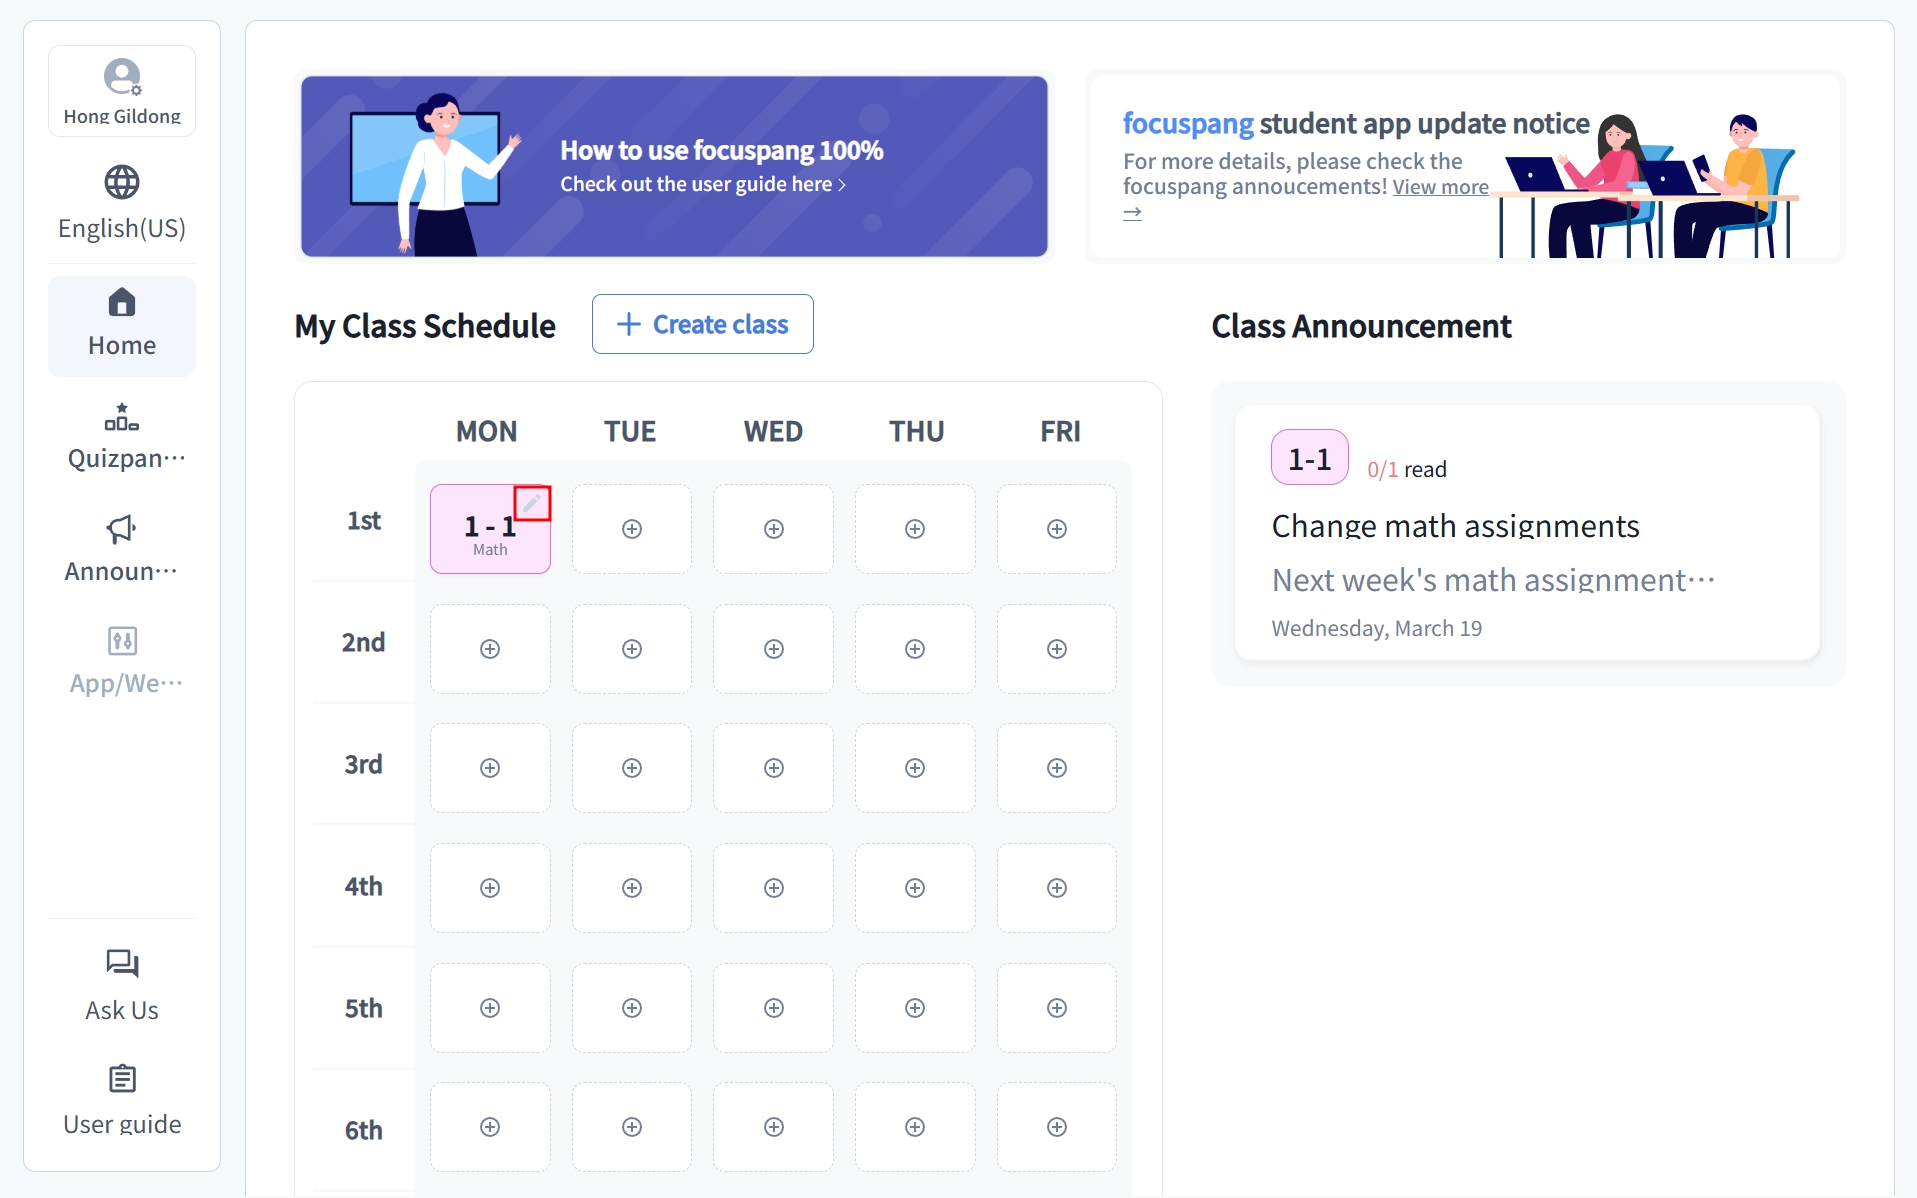 Hong Gildong
English(US)
Home
Quizpan···
Announ···
App/We···
Ask Us
User guide
How to use focuspang 100%
Check out the user guide here >
focuspang student app update notice
For more details, please check the
focuspang annoucements! View more
→
My Class Schedule
+ Create class
MON TUE WED THU FRI
1st
1 - 1
Math
2nd
3rd
4th
5th
6th
Class Announcement
1-1 0/1 read
Change math assignments
Next week's math assignment···
Wednesday, March 19